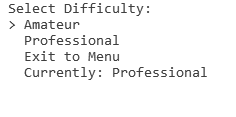 Select Difficulty:
> Amateur
Professional
Exit to Menu
Currently: Professional